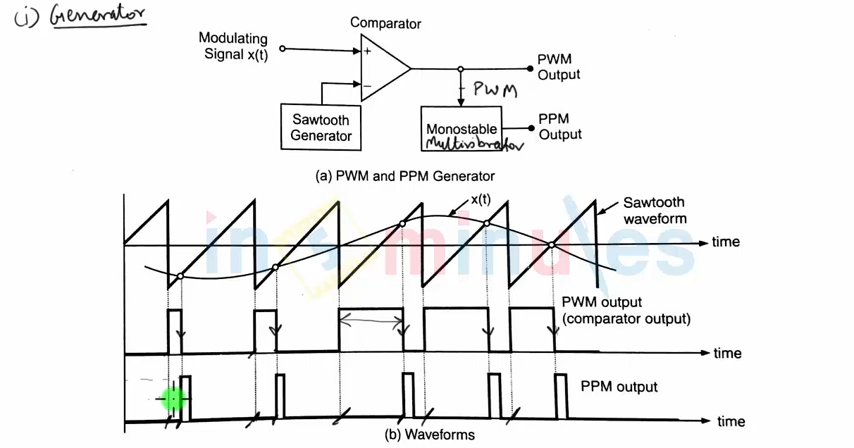 (i) Generator
Comparator
Modulating
Signal x(t)
+
−
PWM
Output
PWM
Sawtooth
Generator
Monostable
Multivibrator
PPM
Output
(a) PWM and PPM Generator
x(t)
Sawtooth
waveform
in60minutes
time
PWM output
(comparator output)
time
PPM output
time
(b) Waveforms